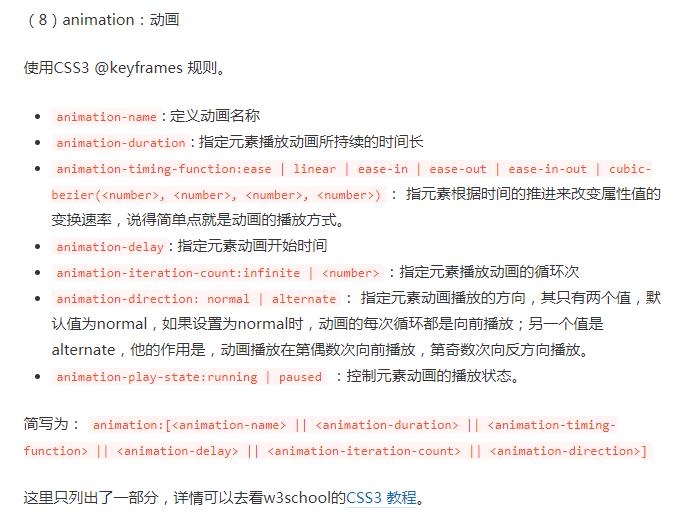 （8）animation：动画
使用CSS3 @keyframes 规则。
animation-name : 定义动画名称
animation-duration : 指定元素播放动画所持续的时间长
animation-timing-function:ease | linear | ease-in | ease-out | ease-in-out | cubic-
bezier(<number>, <number>, <number>, <number>) ： 指元素根据时间的推进来改变属性值的
变换速率，说得简单点就是动画的播放方式。
animation-delay : 指定元素动画开始时间
animation-iteration-count:infinite | <number> ：指定元素播放动画的循环次
animation-direction: normal | alternate ： 指定元素动画播放的方向，其只有两个值，默
认值为normal，如果设置为normal时，动画的每次循环都是向前播放；另一个值是
alternate，他的作用是，动画播放在第偶数次向前播放，第奇数次向反方向播放。
animation-play-state:running | paused ：控制元素动画的播放状态。
简写为： animation:[<animation-name> || <animation-duration> || <animation-timing-
function> || <animation-delay> || <animation-iteration-count> || <animation-direction>]
这里只列出了一部分，详情可以去看w3school的CSS3 教程。